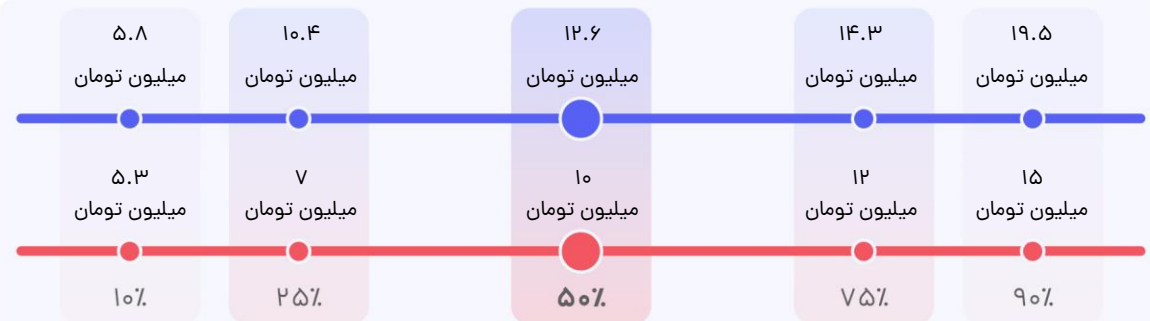 ۵.۸ ۱۰.۴ ۱۲.۶ ۱۴.۳ ۱۹.۵
میلیون تومان میلیون تومان میلیون تومان میلیون تومان میلیون تومان
۵.۳ ۷ ۱۰ ۱۲ ۱۵
میلیون تومان میلیون تومان میلیون تومان میلیون تومان میلیون تومان
۱۰٪ ۲۵٪ ۵۰٪ ۷۵٪ ۹۰٪